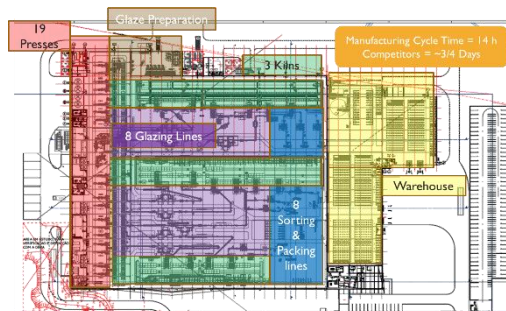 19
Presses
Glaze Preparation
3 Kilns
Manufacturing Cycle Time = 14 h
Competitors = ~3/4 Days
8 Glazing Lines
Warehouse
8
Sorting
&
Packing
lines